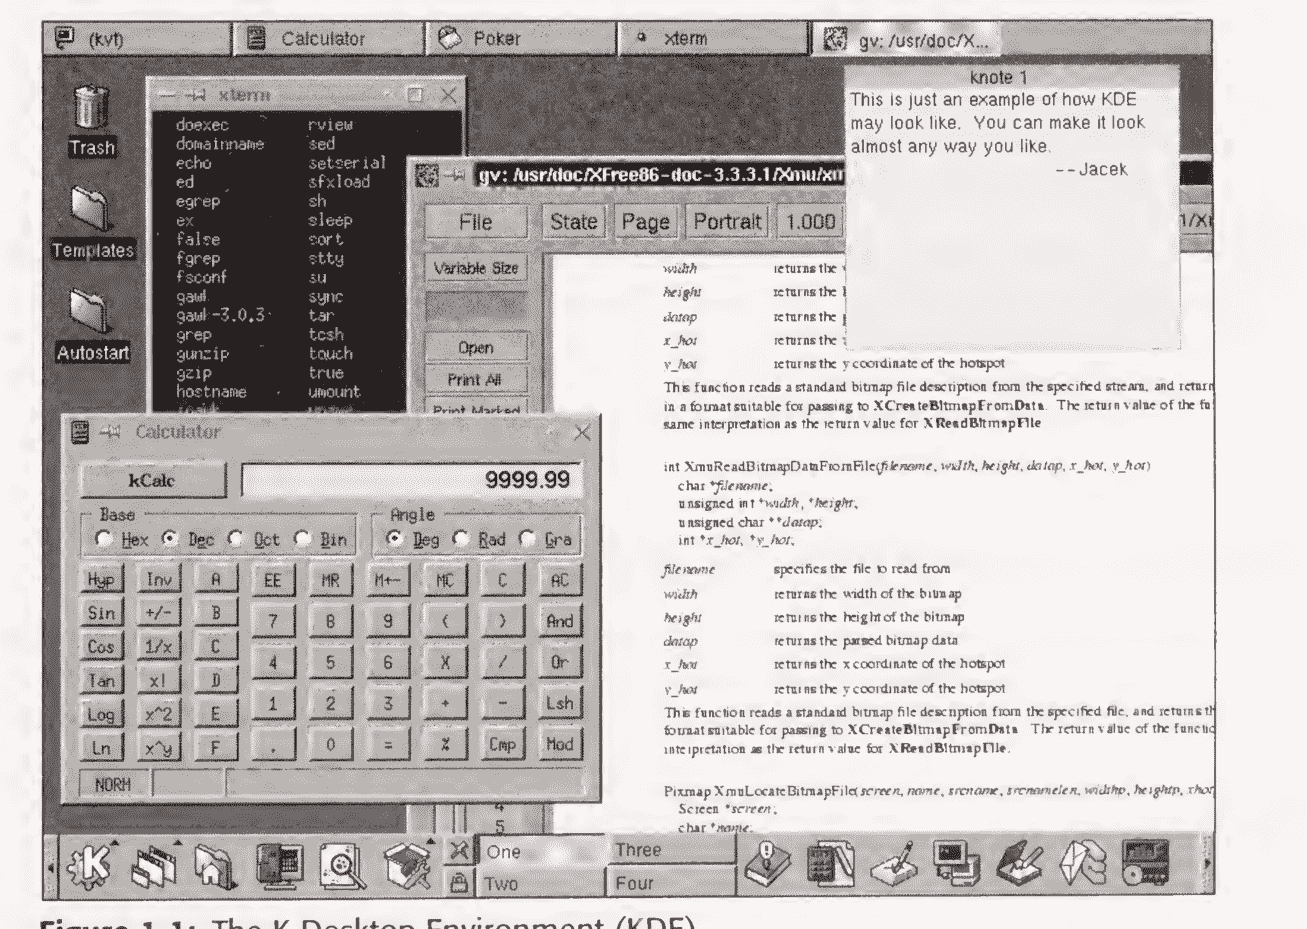 (kvt)
Calculator
Poker
xterm
gv: /usr/doc/X...
knote 1
This is just an example of how KDE
may look like. You can make it look
almost any way you like.
--Jacek
Trash
Templates
Autostart
xterm
doexec rview
domainname sed
echo setserial
ed sfxload
egrep sh
ex sleep
false sort
fgrep stty
fsconf su
gawk sync
gawk-3.0.3 tar
grep tcsh
gunzip touch
gzip true
hostname umount
gv: /usr/doc/XFree86-doc-3.3.3.1/Xmu/xm
File State Page Portrait 1.000
Variable Size
Open
Print All
Print Marked
width returns the
height returns the
datap returns the
x_hot returns the
y_hot returns the y coordinate of the hotspot
This function reads a standard bitmap file description from the specified stream, and return
in a format suitable for passing to XCreateBitmapFromData. The return value of the fu
same interpretation as the return value for XReadBitmapFile
int XmuReadBitmapDataFromFile(filename, width, height, datap, x_hot, y_hot)
char *filename;
unsigned int *width, *height;
unsigned char **datap;
int *x_hot, *y_hot;
filename specifies the file to read from
width returns the width of the bitmap
height returns the height of the bitmap
datap returns the parsed bitmap data
x_hot returns the x coordinate of the hotspot
y_hot returns the y coordinate of the hotspot
This function reads a standard bitmap file description from the specified file, and returns th
format suitable for passing to XCreateBitmapFromData The return value of the functio
interpretation as the return value for XReadBitmapFile.
Pixmap XmuLocateBitmapFile(screen, name, srcname, srcnamelen, widthp, heightp, xhot
Screen *screen;
char *name;
Calculator
kCalc 9999.99
Base Angle
Hex Dec Oct Bin Deg Rad Gra
Hyp Inv A EE MR M+- MC C AC
Sin +/- B 7 8 9 ( ) And
Cos 1/x C 4 5 6 X / Or
Tan x! D
Log x^2 E 1 2 3 + - Lsh
Ln x^y F . 0 = % Cmp Mod
NORM
4
5
One Three
Two Four
Figure 1.1: The K Desktop Environment (KDE)